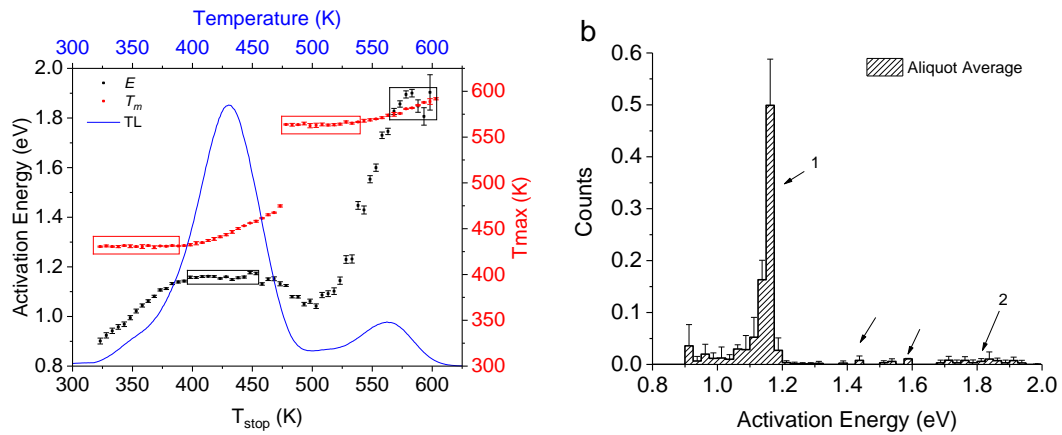 Temperature (K)
300 350 400 450 500 550 600
2.0
1.8
1.6
1.4
1.2
1.0
0.8
Activation Energy (eV)
E
T_m
TL
600
550
500
450
400
350
300
Tmax (K)
300 350 400 450 500 550 600
T_stop (K)
b
0.6
0.5
0.4
0.3
0.2
0.1
0.0
Counts
Aliquot Average
1
2
0.8 1.0 1.2 1.4 1.6 1.8 2.0
Activation Energy (eV)